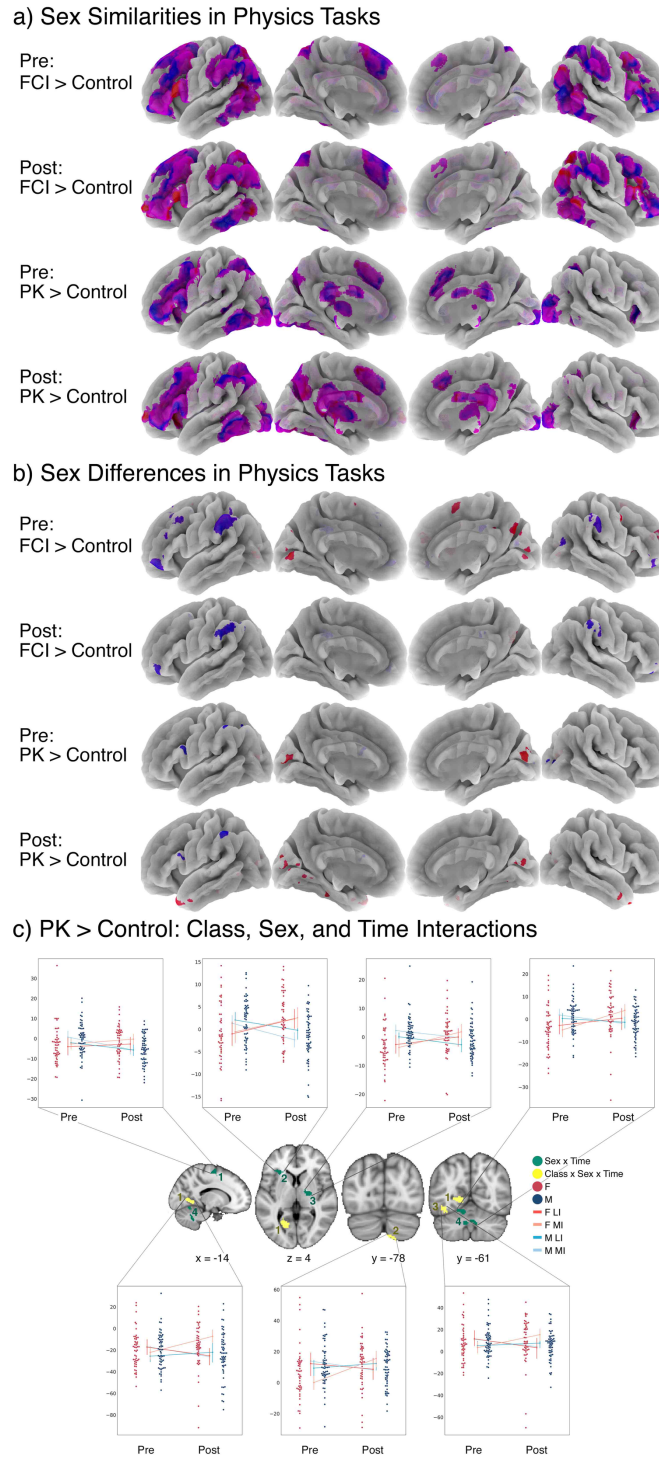 a) Sex Similarities in Physics Tasks
Pre:
FCI > Control
Post:
FCI > Control
Pre:
PK > Control
Post:
PK > Control
b) Sex Differences in Physics Tasks
Pre:
FCI > Control
Post:
FCI > Control
Pre:
PK > Control
Post:
PK > Control
c) PK > Control: Class, Sex, and Time Interactions
30
20
10
0
−10
−20
−30
Pre Post
15
10
5
0
−5
−10
−15
Pre Post
20
10
0
−10
−20
Pre Post
20
10
0
−10
−20
−30
Pre Post
1
1
4
2
3
1
2
1
3
4
x = -14
z = 4
y = -78
y = -61
Sex x Time
Class x Sex x Time
F
M
F LI
F MI
M LI
M MI
20
0
−20
−40
−60
−80
Pre Post
60
40
20
0
−20
Pre Post
40
20
0
−20
−40
−60
Pre Post